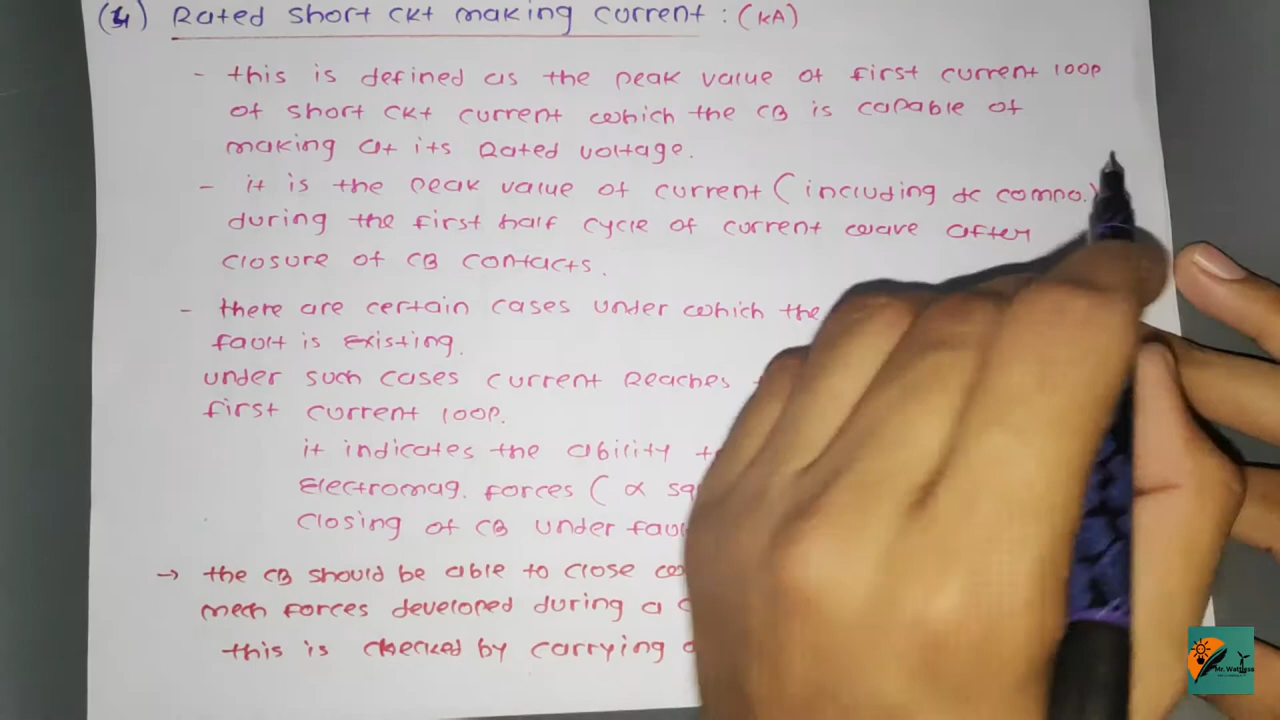 (4) Rated short ckt making current : (kA)
- this is defined as the peak value of first current loop
of short ckt current which the CB is capable of
making at its Rated voltage.
- it is the peak value of current (including dc compo.)
during the first half cycle of current wave after
closure of CB contacts.
- there are certain cases under which the
fault is existing.
under such cases current Reaches
first current loop.
it indicates the ability
Electromag. forces ( ∝
closing of CB under
→ the CB should be able to close
mech forces developed during a
this is checked by carrying
Mr. Wattless